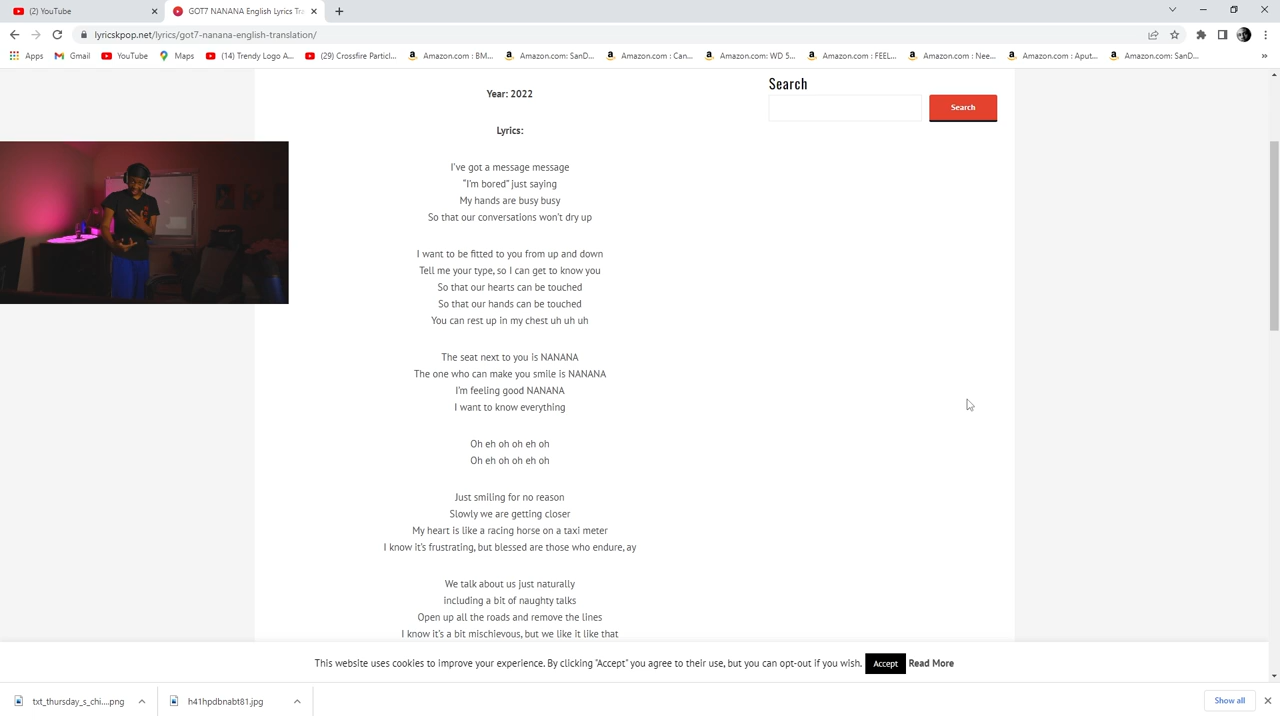 (2) YouTube
GOT7 NANANA English Lyrics Tra
lyricskpop.net/lyrics/got7-nanana-english-translation/
Apps
Gmail
YouTube
Maps
(14) Trendy Logo A...
(29) Crossfire Particl...
Amazon.com : BM...
Amazon.com: SanD...
Amazon.com : Can...
Amazon.com: WD 5...
Amazon.com : FEEL...
Amazon.com : Nee...
Amazon.com : Aput...
Amazon.com: SanD...
»
Year: 2022
Search
Search
Lyrics:
I've got a message message
“I'm bored” just saying
My hands are busy busy
So that our conversations won't dry up
I want to be fitted to you from up and down
Tell me your type, so I can get to know you
So that our hearts can be touched
So that our hands can be touched
You can rest up in my chest uh uh uh
The seat next to you is NANANA
The one who can make you smile is NANANA
I'm feeling good NANANA
I want to know everything
Oh eh oh oh eh oh
Oh eh oh oh eh oh
Just smiling for no reason
Slowly we are getting closer
My heart is like a racing horse on a taxi meter
I know it's frustrating, but blessed are those who endure, ay
We talk about us just naturally
including a bit of naughty talks
Open up all the roads and remove the lines
I know it's a bit mischievous, but we like it like that
This website uses cookies to improve your experience. By clicking “Accept” you agree to their use, but you can opt-out if you wish. Accept Read More
txt_thursday_s_chi....png
h41hpdbnabt81.jpg
Show all